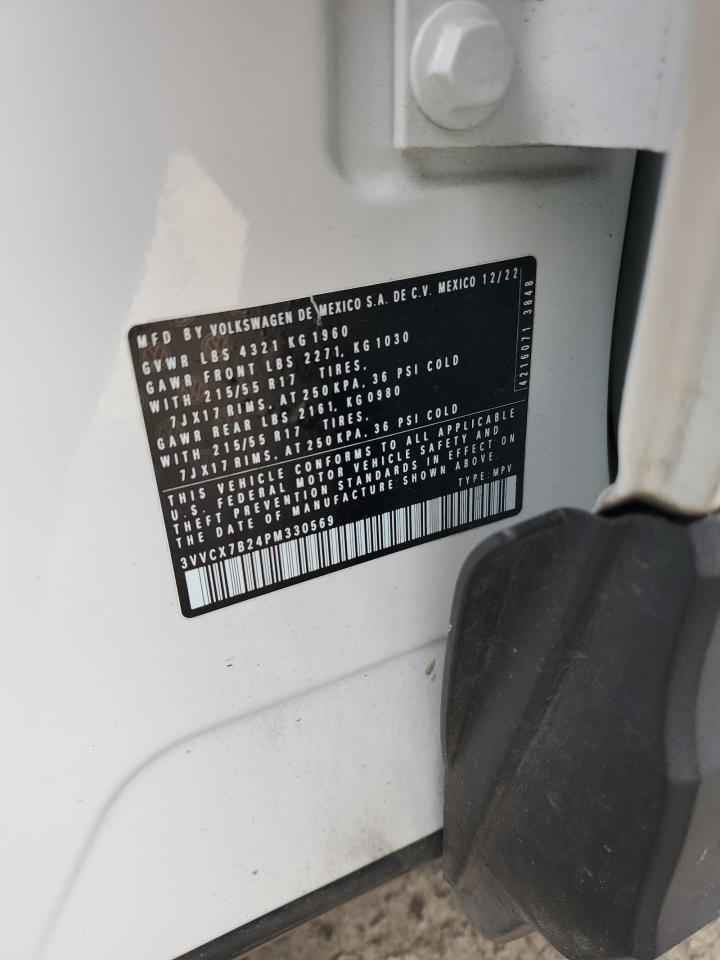 MFD BY VOLKSWAGEN DE MEXICO S.A. DE C.V. MEXICO 12/22
GVWR LBS 4321 KG 1960
GAWR FRONT LBS 2271, KG 1030
WITH 215/55 R17 TIRES,
7JX17 RIMS, AT 250 KPA, 36 PSI COLD
GAWR REAR LBS 2161, KG 0980
WITH 215/55 R17 TIRES,
7JX17 RIMS, AT 250 KPA, 36 PSI COLD
THIS VEHICLE CONFORMS TO ALL APPLICABLE
U.S. FEDERAL MOTOR VEHICLE SAFETY AND
THEFT PREVENTION STANDARDS IN EFFECT ON
THE DATE OF MANUFACTURE SHOWN ABOVE.
3VVCX7B24PM330569 TYPE: MPV
4216071 3848